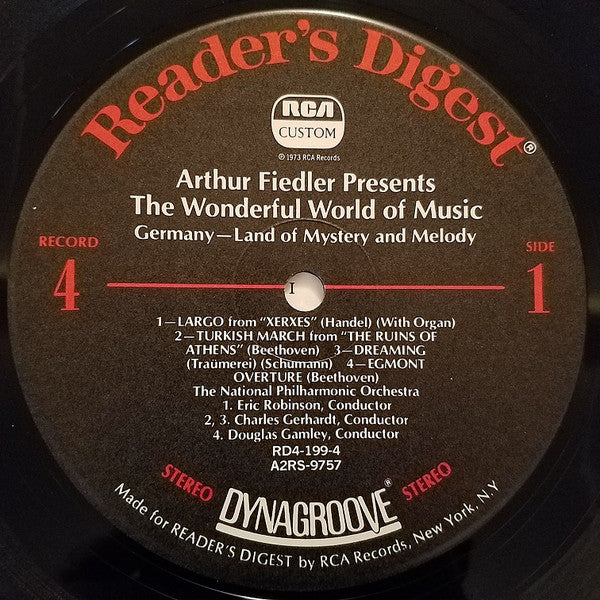 Reader's Digest®
RCA
CUSTOM
℗ 1973 RCA Records
Arthur Fiedler Presents
The Wonderful World of Music
Germany—Land of Mystery and Melody
RECORD
4
SIDE
1
I
1—LARGO from "XERXES" (Handel) (With Organ)
2—TURKISH MARCH from "THE RUINS OF
ATHENS" (Beethoven) 3—DREAMING
(Traümerei) (Schumann) 4—EGMONT
OVERTURE (Beethoven)
The National Philharmonic Orchestra
1. Eric Robinson, Conductor
2, 3. Charles Gerhardt, Conductor
4. Douglas Gamley, Conductor
RD4-199-4
A2RS-9757
STEREO DYNAGROOVE® STEREO
Made for READER'S DIGEST by RCA Records, New York, N.Y